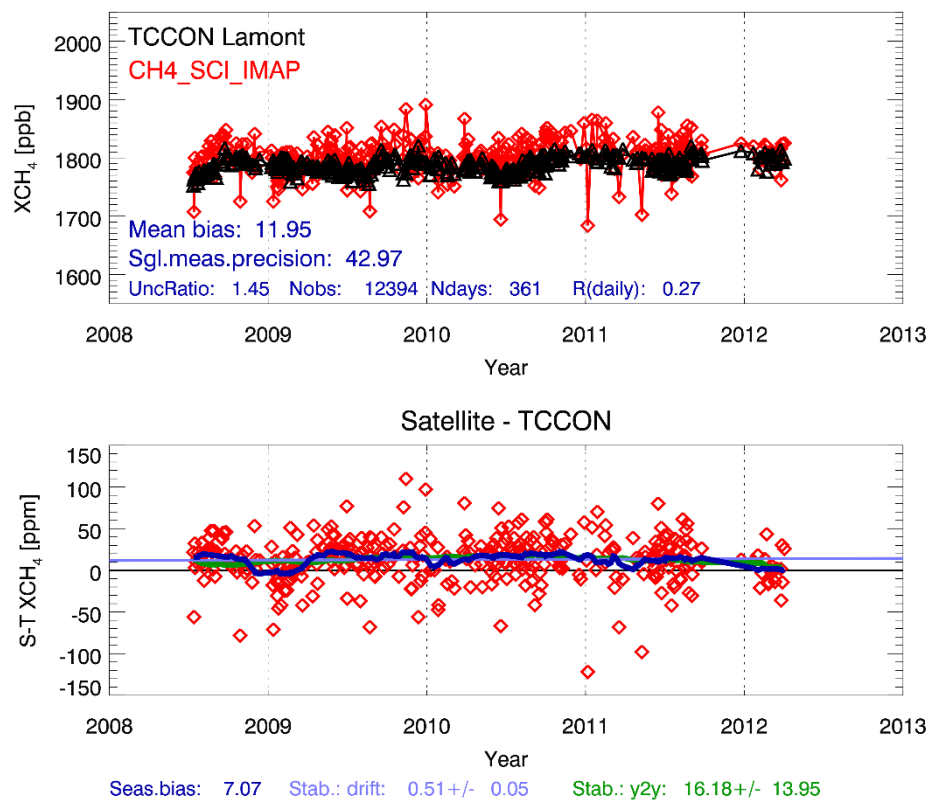 TCCON Lamont
CH4_SCI_IMAP
XCH₄ [ppb]
2000
1900
1800
1700
1600
Mean bias: 11.95
Sgl.meas.precision: 42.97
UncRatio: 1.45 Nobs: 12394 Ndays: 361 R(daily): 0.27
2008 2009 2010 2011 2012 2013
Year
Satellite - TCCON
S-T XCH₄ [ppm]
150
100
50
0
-50
-100
-150
2008 2009 2010 2011 2012 2013
Year
Seas.bias: 7.07 Stab.: drift: 0.51+/- 0.05 Stab.: y2y: 16.18+/- 13.95